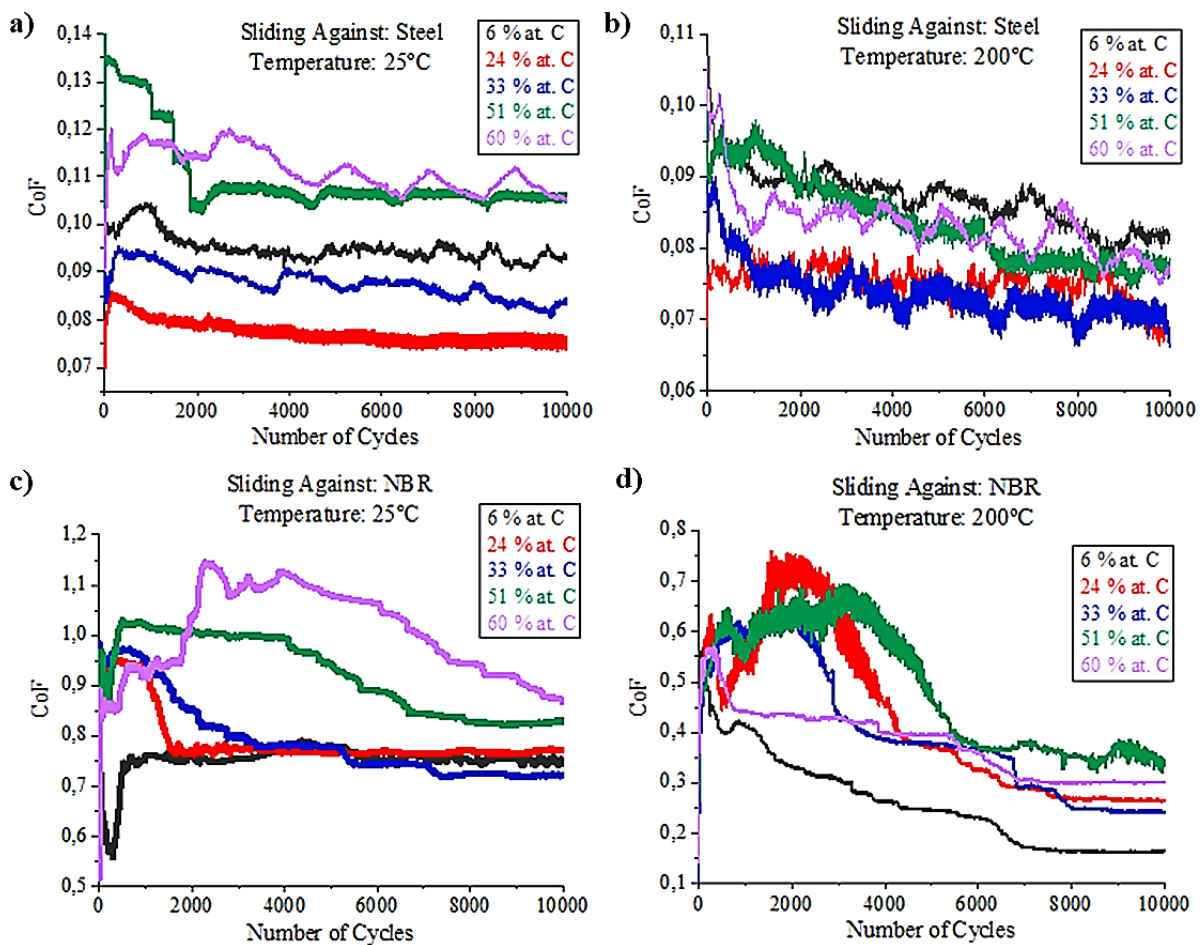 a)
Sliding Against: Steel
Temperature: 25°C
6 % at. C
24 % at. C
33 % at. C
51 % at. C
60 % at. C
CoF
0,14
0,13
0,12
0,11
0,10
0,09
0,08
0,07
0 2000 4000 6000 8000 10000
Number of Cycles
b)
Sliding Against: Steel
Temperature: 200°C
6 % at. C
24 % at. C
33 % at. C
51 % at. C
60 % at. C
CoF
0,11
0,10
0,09
0,08
0,07
0,06
0 2000 4000 6000 8000 10000
Number of Cycles
c)
Sliding Against: NBR
Temperature: 25°C
6 % at. C
24 % at. C
33 % at. C
51 % at. C
60 % at. C
CoF
1,2
1,1
1,0
0,9
0,8
0,7
0,6
0,5
0 2000 4000 6000 8000 10000
Number of Cycles
d)
Sliding Against: NBR
Temperature: 200°C
6 % at. C
24 % at. C
33 % at. C
51 % at. C
60 % at. C
CoF
0,8
0,7
0,6
0,5
0,4
0,3
0,2
0,1
0 2000 4000 6000 8000 10000
Number of Cycles